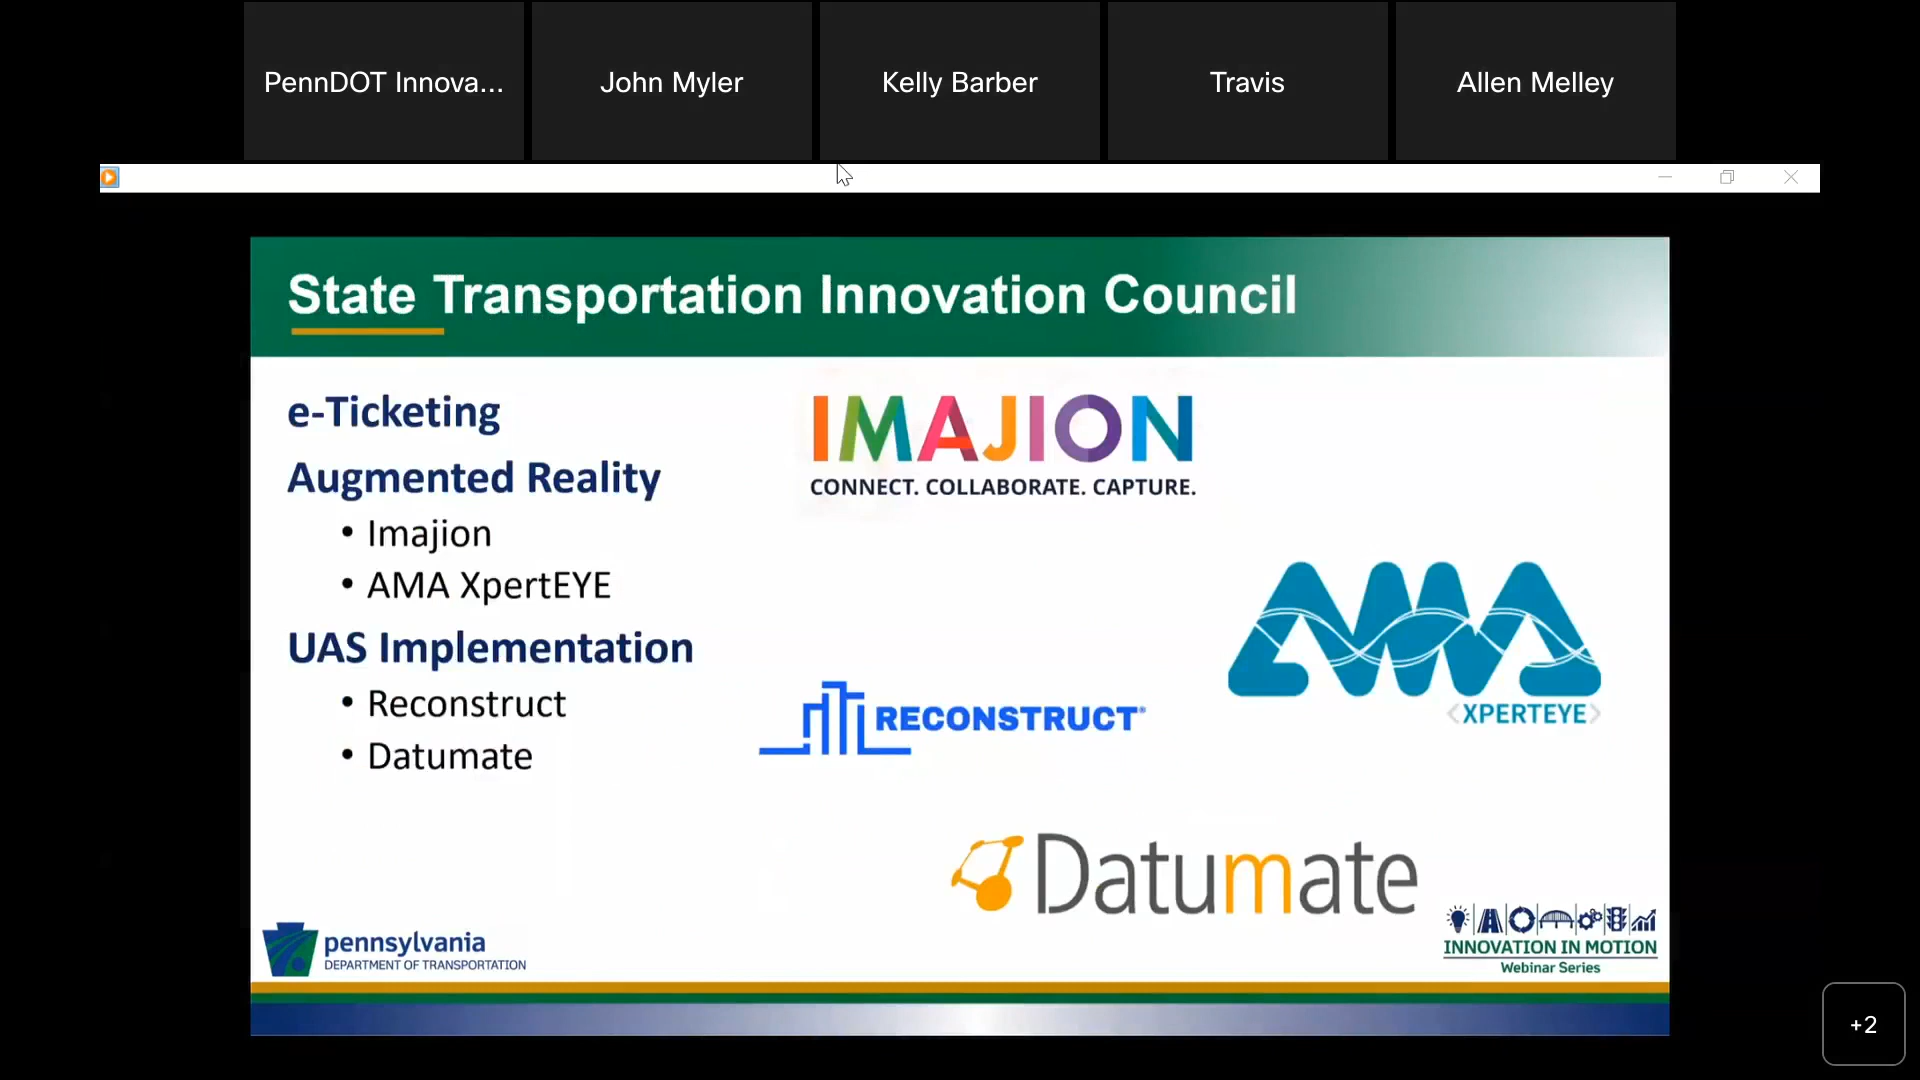 PennDOT Innova...
John Myler
Kelly Barber
Travis
Allen Melley
State Transportation Innovation Council
e-Ticketing
Augmented Reality
• Imajion
• AMA XpertEYE
UAS Implementation
• Reconstruct
• Datumate
IMAJION
CONNECT. COLLABORATE. CAPTURE.
AMA
<XPERTEYE>
RECONSTRUCT®
Datumate
pennsylvania
DEPARTMENT OF TRANSPORTATION
INNOVATION IN MOTION
Webinar Series
+2